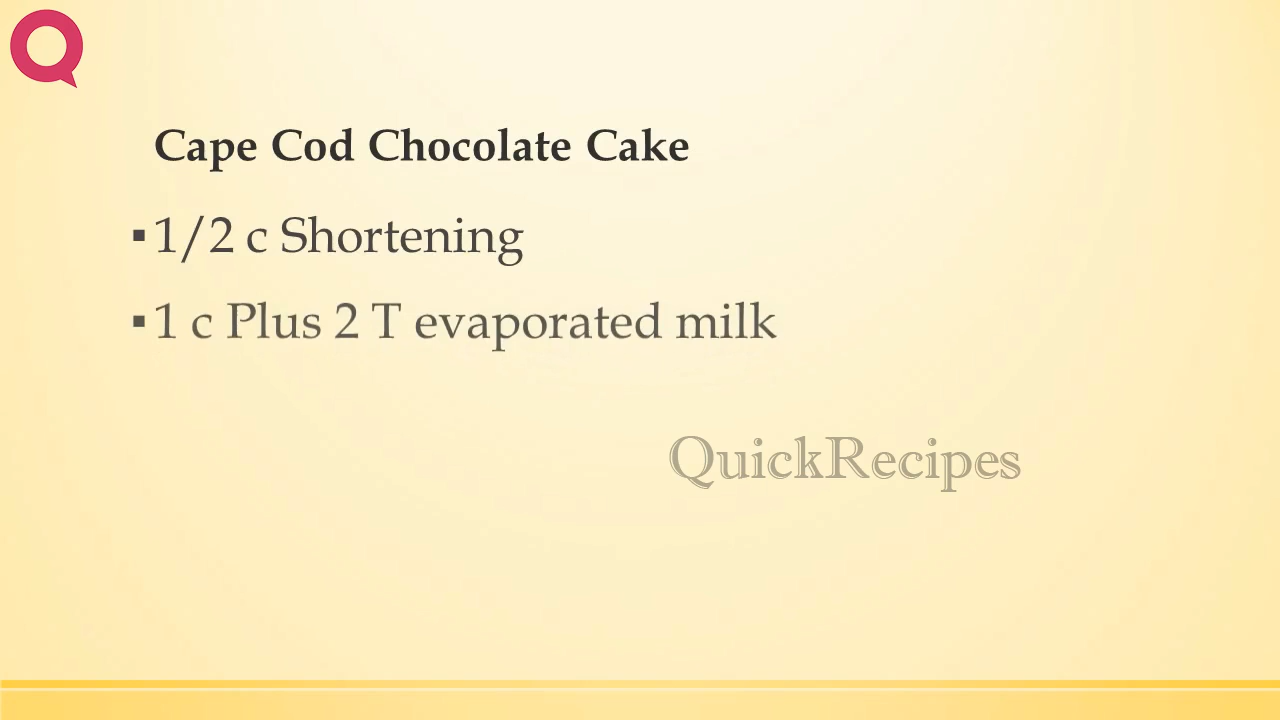 Cape Cod Chocolate Cake
▪1/2 c Shortening
▪1 c Plus 2 T evaporated milk
QuickRecipes